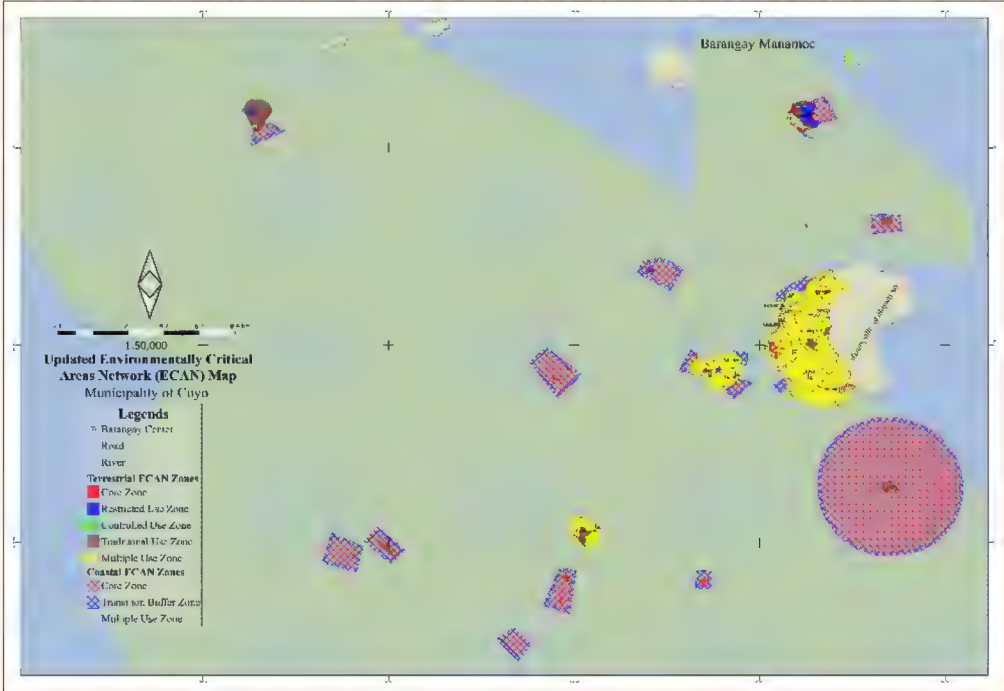 Barangay Manamoc
1:50,000
Updated Environmentally Critical
Areas Network (ECAN) Map
Municipality of Cuyo
Legends
Barangay Center
Road
River
Terrestrial ECAN Zones
Core Zone
Restricted Use Zone
Controlled Use Zone
Traditional Use Zone
Multiple Use Zone
Coastal ECAN Zones
Core Zone
Transition/Buffer Zone
Multiple Use Zone